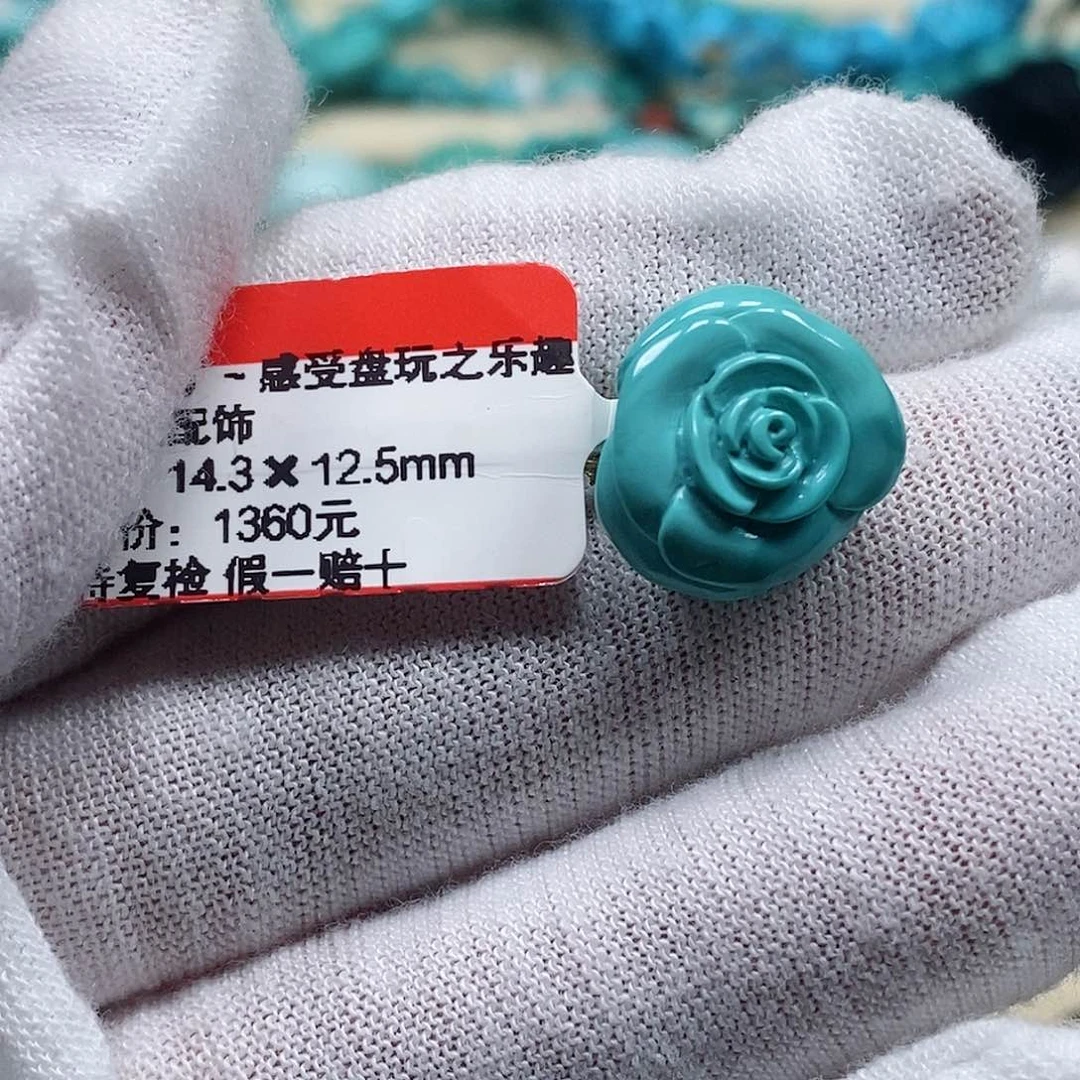 ~感受盘玩之乐趣
配饰
14.3×12.5mm
价：1360元
持复检 假一赔十